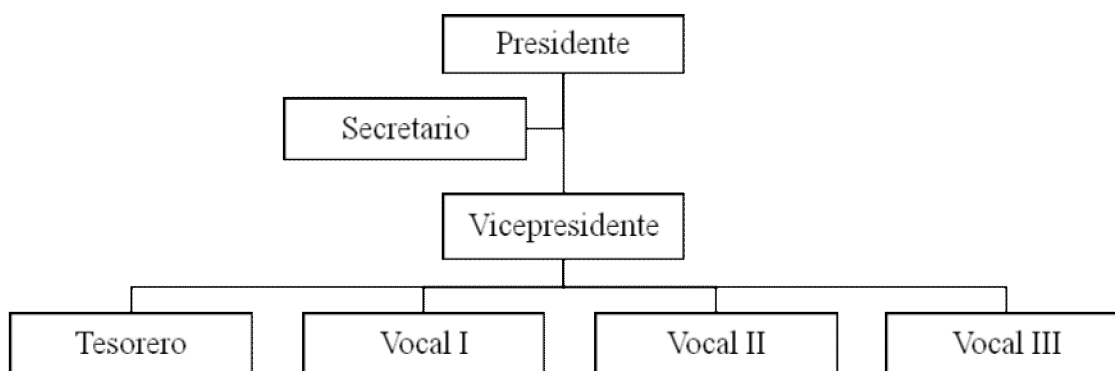 Presidente
Secretario
Vicepresidente
Tesorero
Vocal I
Vocal II
Vocal III